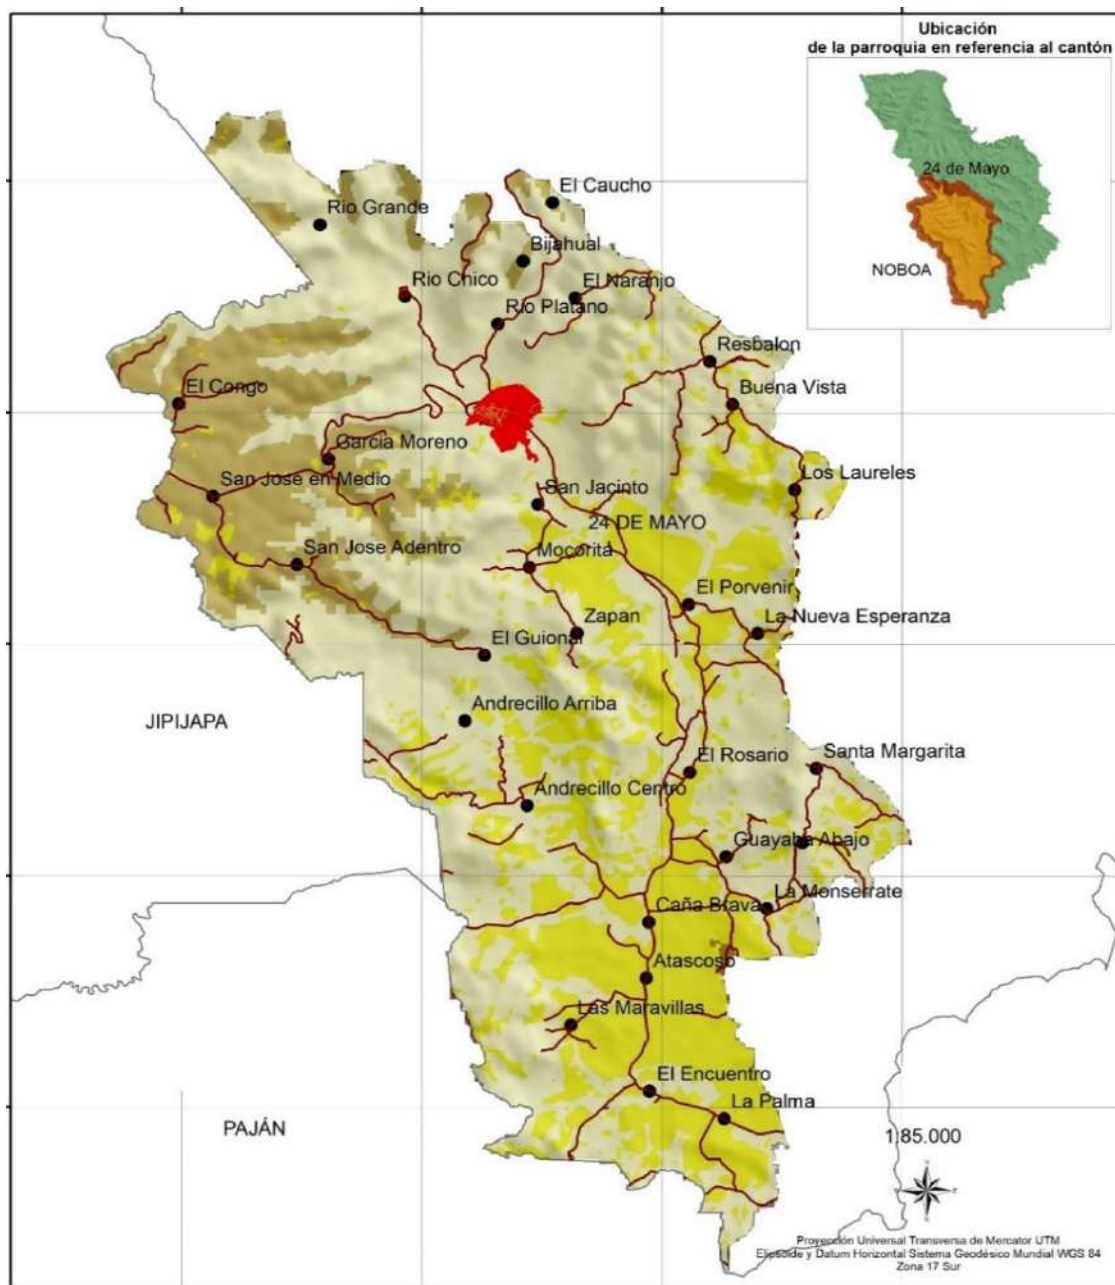 Ubicación
de la parroquia en referencia al cantón
24 de Mayo
NOBOA
El Caucho
Rio Grande
Bijahual
Rio Chico
El Naranjo
Rio Platano
Resbalon
El Congo
Buena Vista
Garcia Moreno
San Jose en Medio
Los Laureles
San Jacinto
24 DE MAYO
San Jose Adentro
Mocorita
El Porvenir
Zapan
La Nueva Esperanza
El Guional
Andrecillo Arriba
JIPIJAPA
El Rosario
Santa Margarita
Andrecillo Centro
Guayaba Abajo
La Monserrate
Caña Brava
Atascoso
Las Maravillas
El Encuentro
La Palma
PAJÁN
1:85.000
Proyección Universal Transversa de Mercator UTM
Elipsoide y Datum Horizontal Sistema Geodésico Mundial WGS 84
Zona 17 Sur